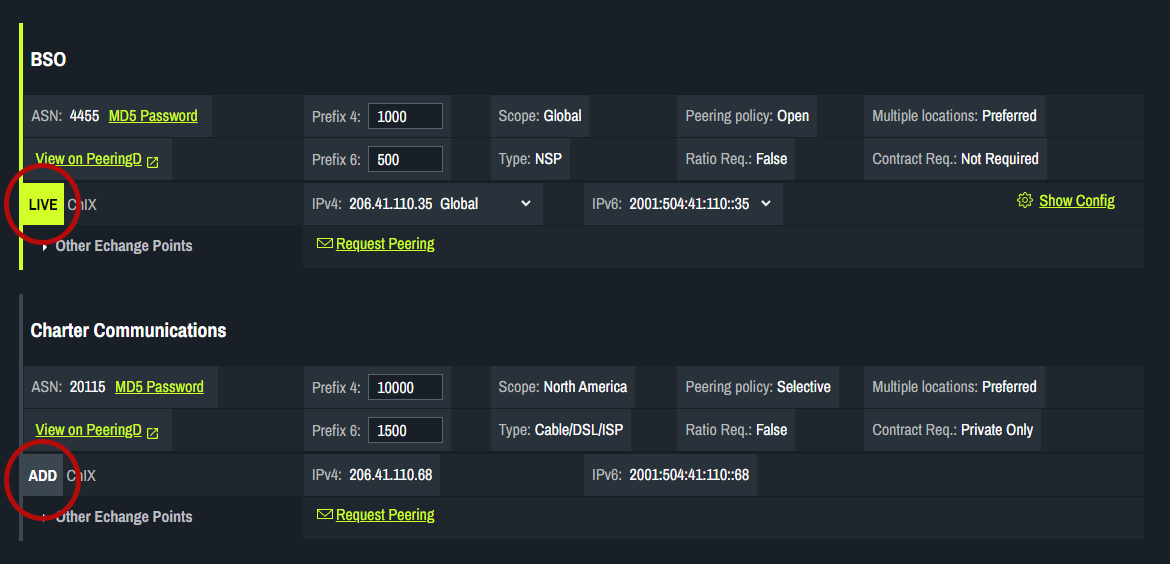 BSO
ASN: 4455 MD5 Password Prefix 4: 1000 Scope: Global Peering policy: Open Multiple locations: Preferred
View on PeeringD Prefix 6: 500 Type: NSP Ratio Req.: False Contract Req.: Not Required
LIVE ChIX IPv4: 206.41.110.35 Global IPv6: 2001:504:41:110::35 Show Config
Other Echange Points Request Peering
Charter Communications
ASN: 20115 MD5 Password Prefix 4: 10000 Scope: North America Peering policy: Selective Multiple locations: Preferred
View on PeeringD Prefix 6: 1500 Type: Cable/DSL/ISP Ratio Req.: False Contract Req.: Private Only
ADD ChIX IPv4: 206.41.110.68 IPv6: 2001:504:41:110::68
Other Echange Points Request Peering